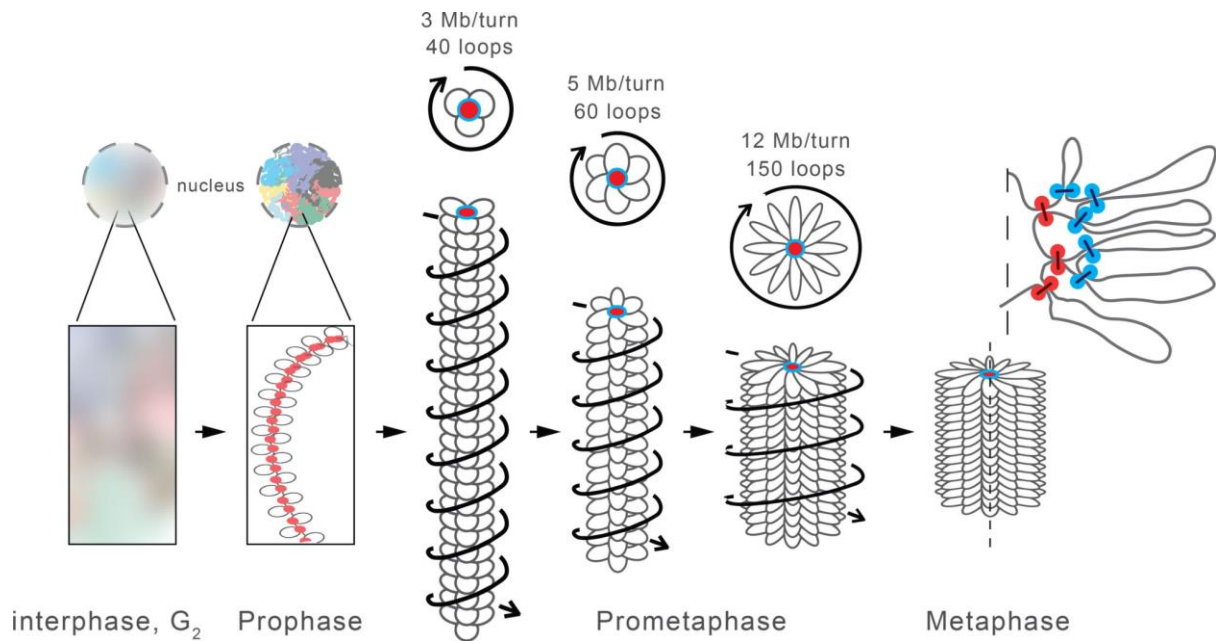 3 Mb/turn
40 loops
5 Mb/turn
60 loops
12 Mb/turn
150 loops
nucleus
interphase, G₂
Prophase
Prometaphase
Metaphase